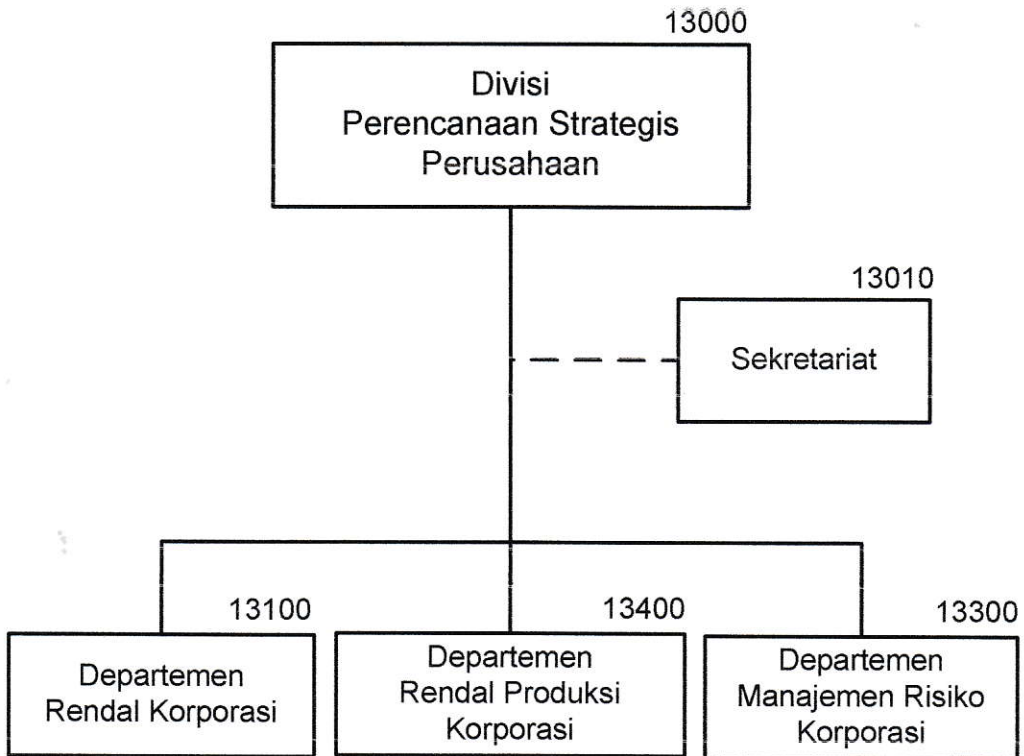 13000
Divisi
Perencanaan Strategis
Perusahaan
13010
Sekretariat
13100
Departemen
Rendal Korporasi
13400
Departemen
Rendal Produksi
Korporasi
13300
Departemen
Manajemen Risiko
Korporasi